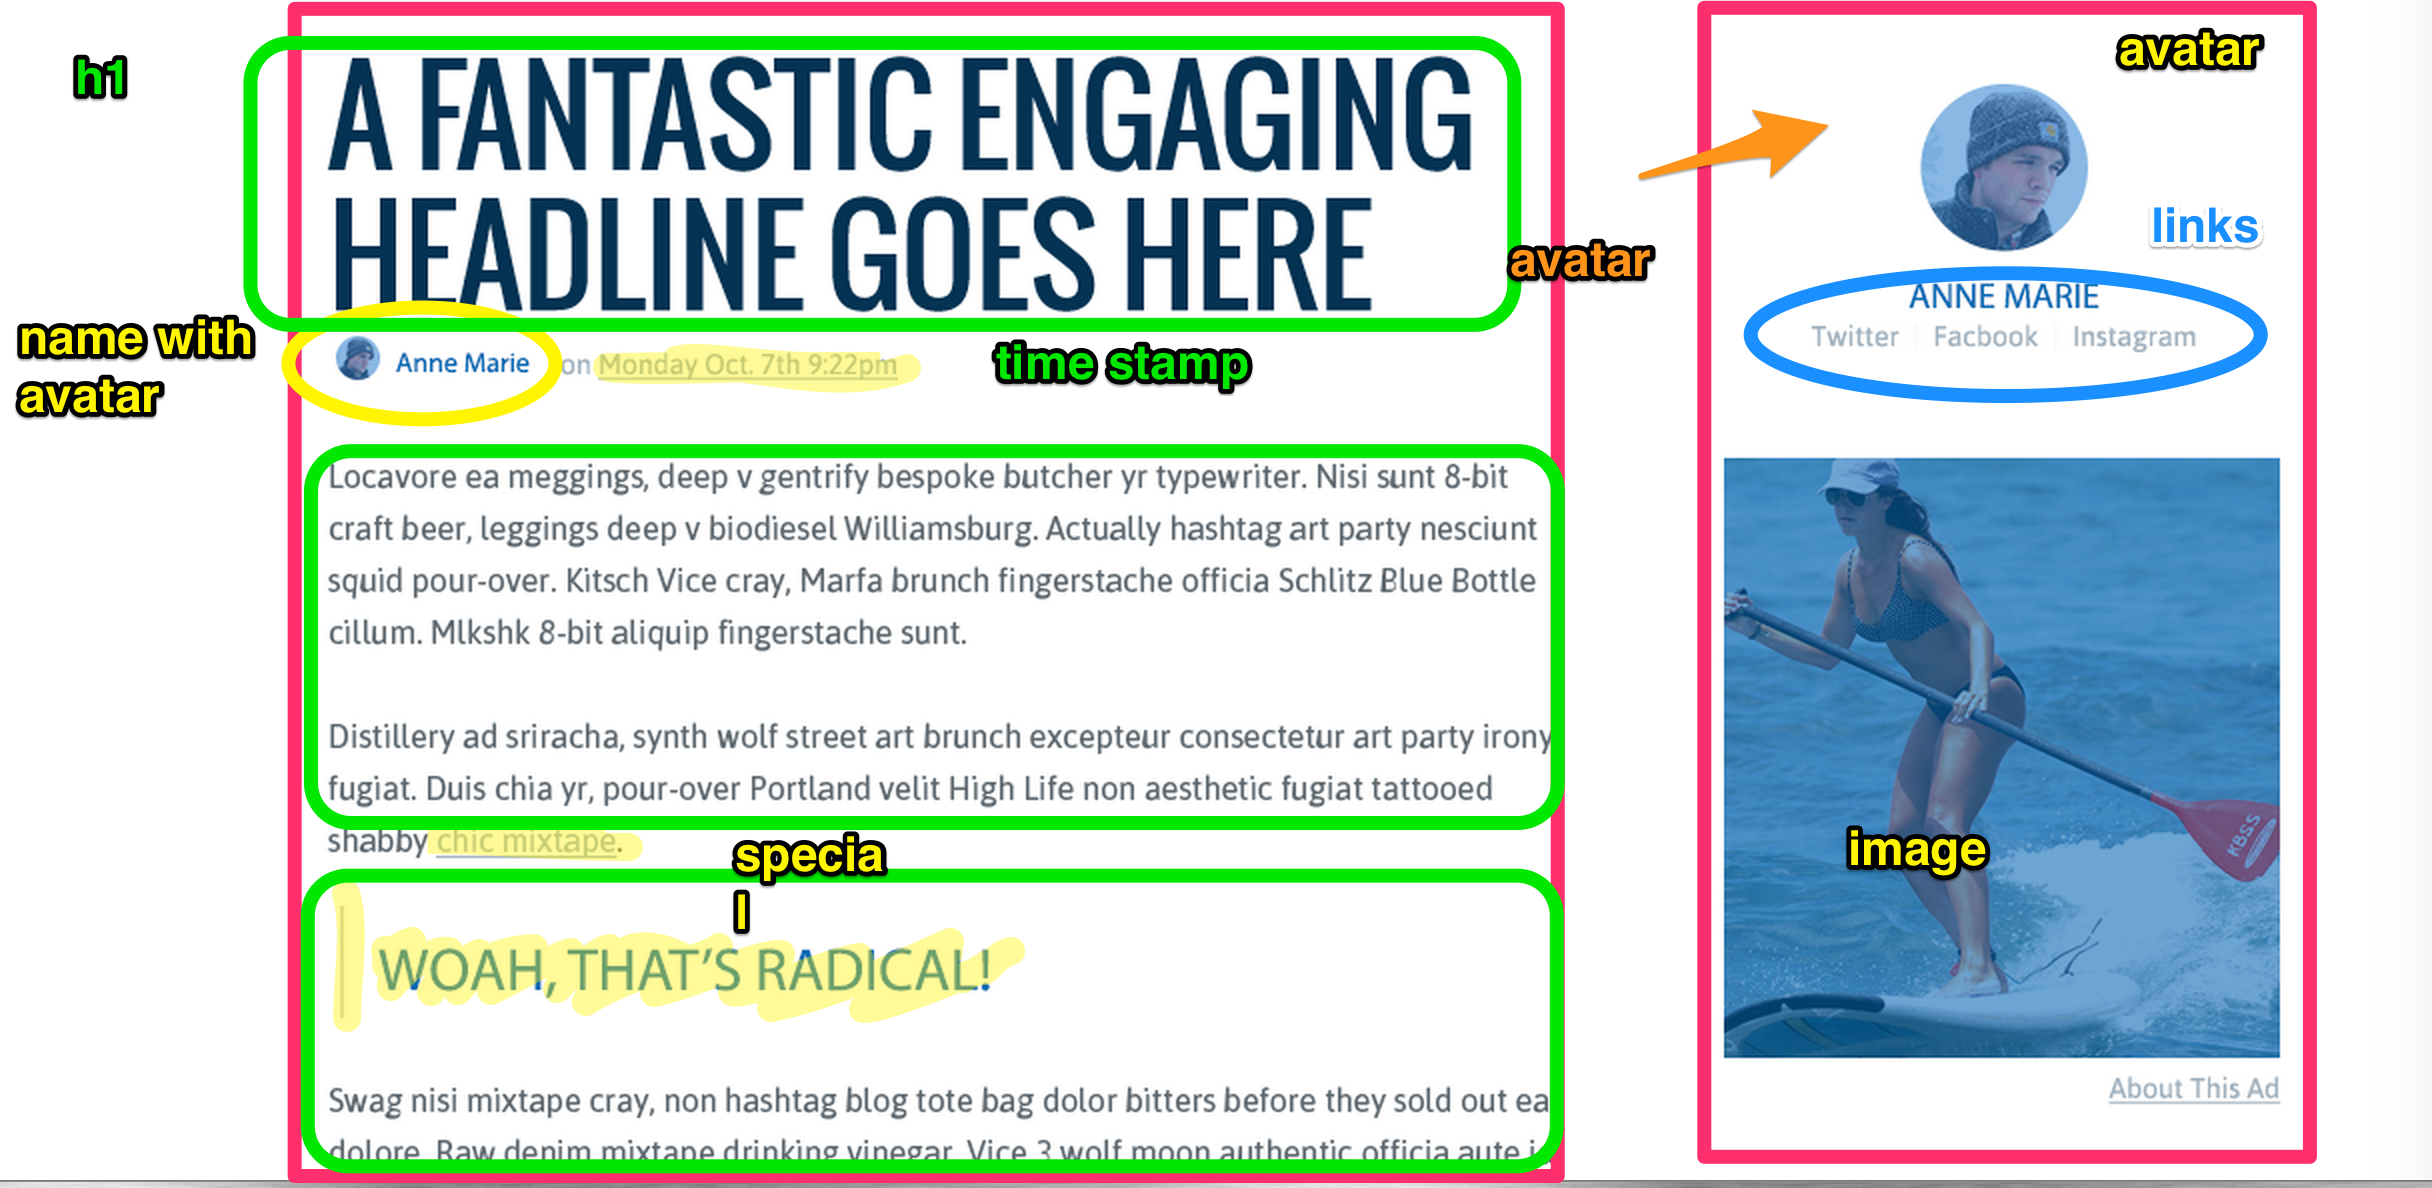 h1
A FANTASTIC ENGAGING
HEADLINE GOES HERE
name with
avatar
Anne Marie on Monday Oct. 7th 9:22pm
time stamp
Locavore ea meggings, deep v gentrify bespoke butcher yr typewriter. Nisi sunt 8-bit
craft beer, leggings deep v biodiesel Williamsburg. Actually hashtag art party nesciunt
squid pour-over. Kitsch Vice cray, Marfa brunch fingerstache officia Schlitz Blue Bottle
cillum. Mlkshk 8-bit aliquip fingerstache sunt.
Distillery ad sriracha, synth wolf street art brunch excepteur consectetur art party irony
fugiat. Duis chia yr, pour-over Portland velit High Life non aesthetic fugiat tattooed
shabby chic mixtape.
specia
l
WOAH, THAT'S RADICAL!
Swag nisi mixtape cray, non hashtag blog tote bag dolor bitters before they sold out ea
dolore. Raw denim mixtape drinking vinegar. Vice 3 wolf moon authentic officia aute
avatar
avatar
links
ANNE MARIE
Twitter Facbook Instagram
image
KBSS
About This Ad